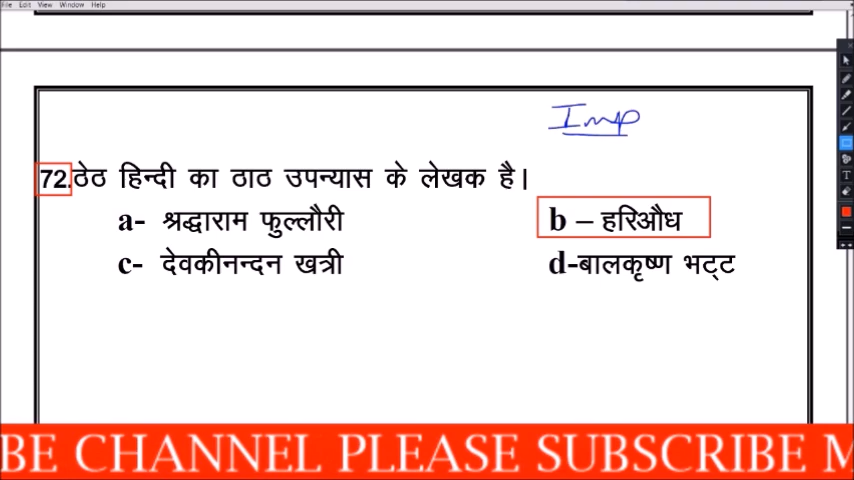 File Edit View Window Help
Imp
72.ठेठ हिन्दी का ठाठ उपन्यास के लेखक है।
a- श्रद्धाराम फुल्लौरी
b – हरिऔध
c- देवकीनन्दन खत्री
d-बालकृष्ण भट्ट
BE CHANNEL PLEASE SUBSCRIBE M